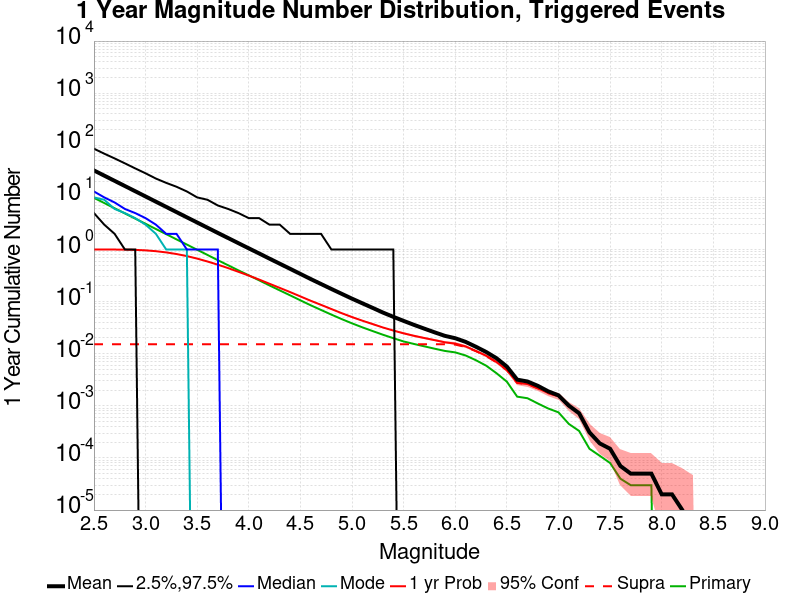 1 Year Magnitude Number Distribution, Triggered Events
10^4
10^3
10^2
10^1
10^0
10^-1
10^-2
10^-3
10^-4
10^-5
1 Year Cumulative Number
2.5 3.0 3.5 4.0 4.5 5.0 5.5 6.0 6.5 7.0 7.5 8.0 8.5 9.0
Magnitude
Mean 2.5%,97.5% Median Mode 1 yr Prob 95% Conf Supra Primary